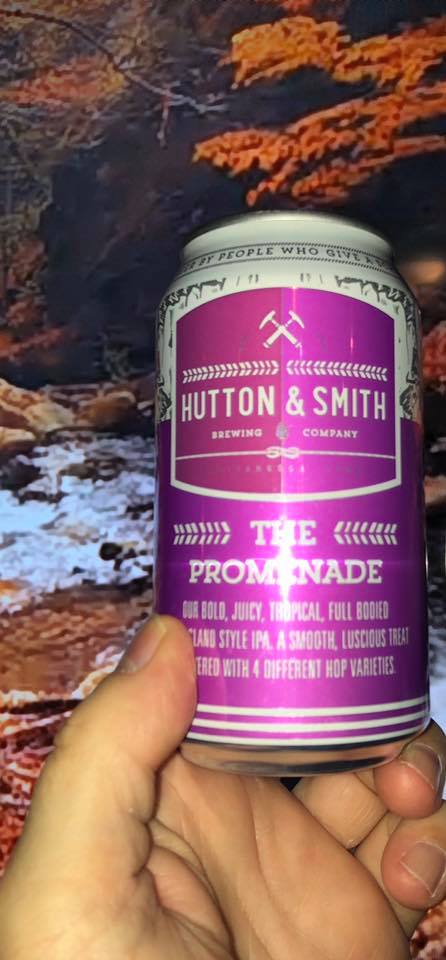 BY PEOPLE WHO GIVE A
HUTTON & SMITH
BREWING COMPANY
THE
PROMENADE
OUR BOLD, JUICY, TROPICAL, FULL BODIED
STYLE IPA. A SMOOTH, LUSCIOUS TREAT
WITH 4 DIFFERENT HOP VARIETIES.